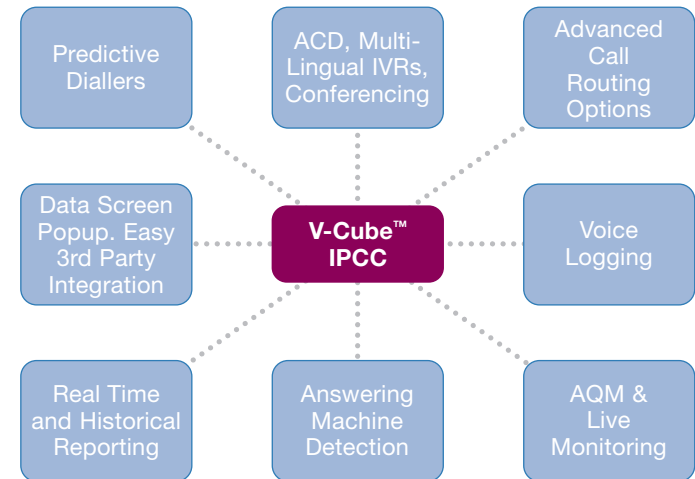 Predictive
Diallers
ACD, Multi-
Lingual IVRs,
Conferencing
Advanced
Call
Routing
Options
Data Screen
Popup. Easy
3rd Party
Integration
V-Cube™
IPCC
Voice
Logging
Real Time
and Historical
Reporting
Answering
Machine
Detection
AQM &
Live
Monitoring